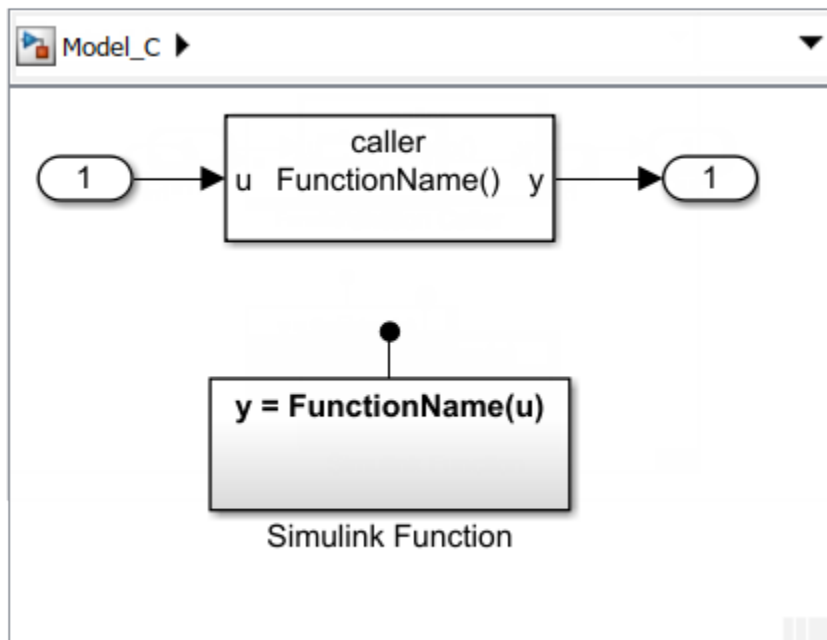 Model_C
caller
1 u FunctionName() y 1
y = FunctionName(u)
Simulink Function